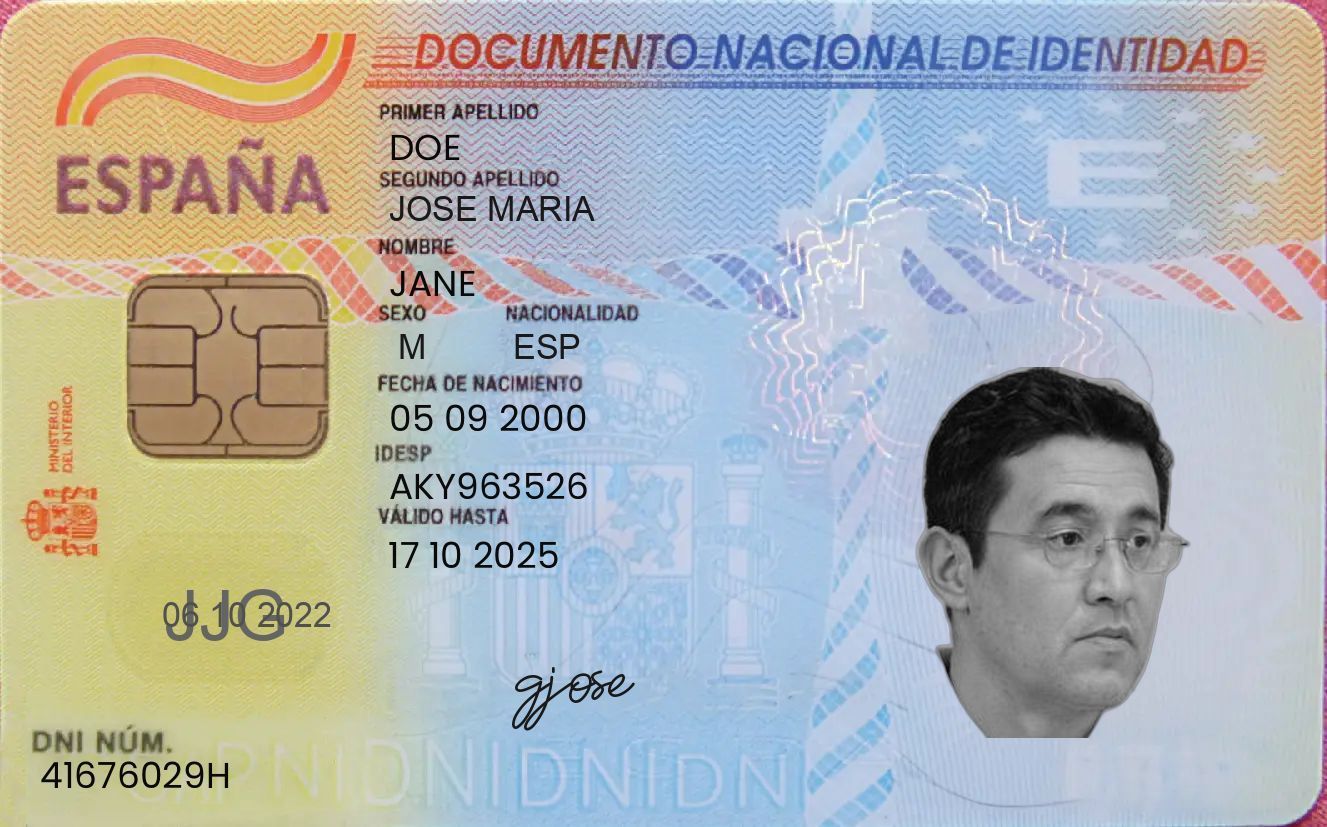 DOCUMENTO NACIONAL DE IDENTIDAD
ESPAÑA
PRIMER APELLIDO
DOE
SEGUNDO APELLIDO
JOSE MARIA
NOMBRE
JANE
SEXO NACIONALIDAD
M ESP
FECHA DE NACIMIENTO
05 09 2000
IDESP
AKY963526
VÁLIDO HASTA
17 10 2025
MINISTERIO
DEL INTERIOR
E
06 10 2022
JJG
gjose
DNI NÚM.
41676029H
DNIDNIDNIDN